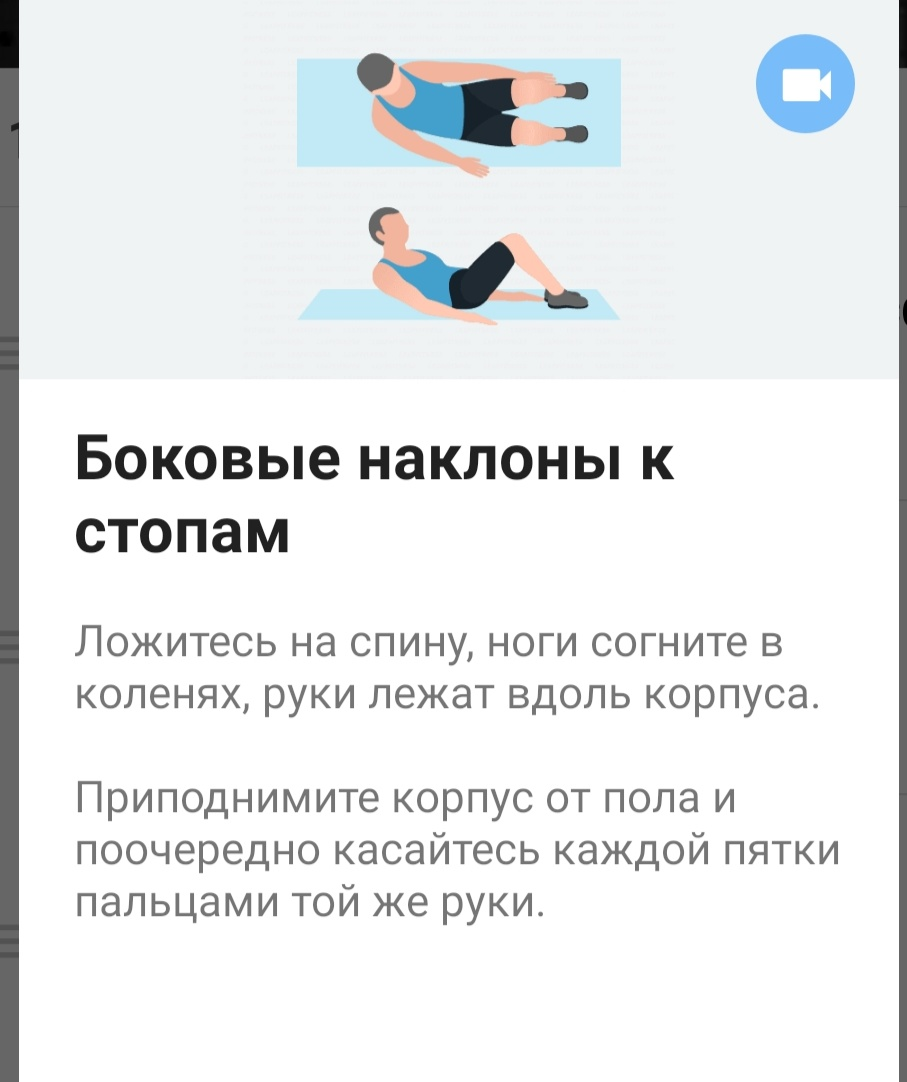 Боковые наклоны к
стопам
Ложитесь на спину, ноги согните в
коленях, руки лежат вдоль корпуса.
Приподнимите корпус от пола и
поочередно касайтесь каждой пятки
пальцами той же руки.